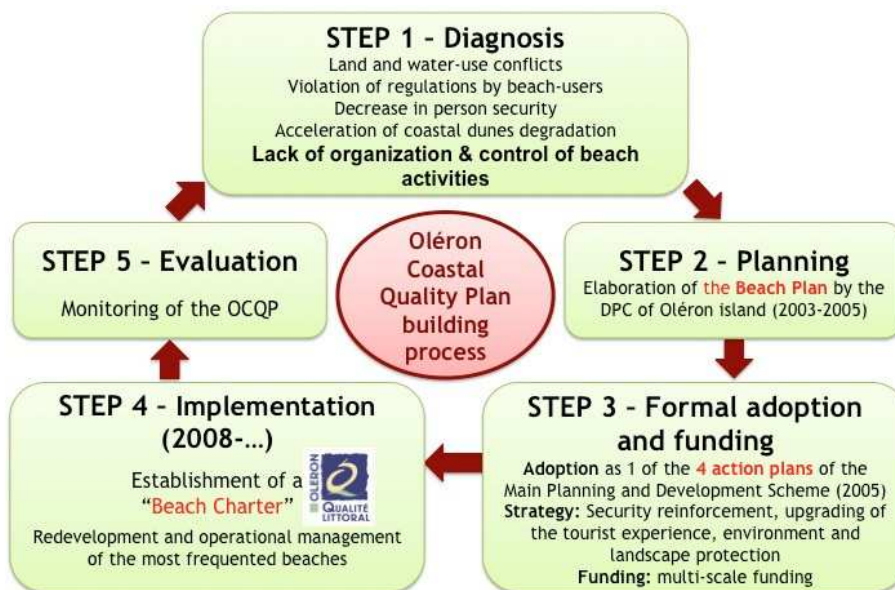 STEP 1 – Diagnosis
Land and water-use conflicts
Violation of regulations by beach-users
Decrease in person security
Acceleration of coastal dunes degradation
Lack of organization & control of beach
activities
STEP 2 – Planning
Elaboration of the Beach Plan by the
DPC of Oléron island (2003-2005)
STEP 3 – Formal adoption
and funding
Adoption as 1 of the 4 action plans of the
Main Planning and Development Scheme (2005)
Strategy: Security reinforcement, upgrading of
the tourist experience, environment and
landscape protection
Funding: multi-scale funding
STEP 4 – Implementation
(2008-...)
Establishment of a
“Beach Charter”
OLERON
QUALITÉ
LITTORAL
Redevelopment and operational management
of the most frequented beaches
STEP 5 – Evaluation
Monitoring of the OCQP
Oléron
Coastal
Quality Plan
building
process